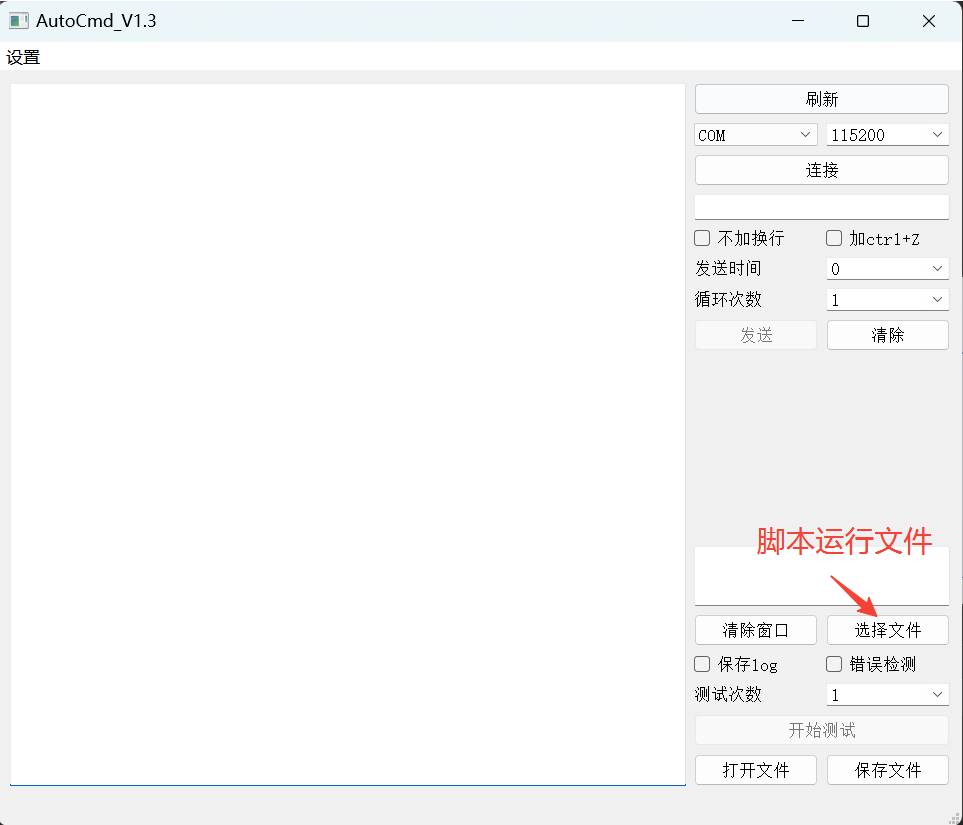 AutoCmd_V1.3
设置
刷新
COM 115200
连接
不加换行 加ctrl+Z
发送时间 0
循环次数 1
发送 清除
脚本运行文件
清除窗口 选择文件
保存log 错误检测
测试次数 1
开始测试
打开文件 保存文件